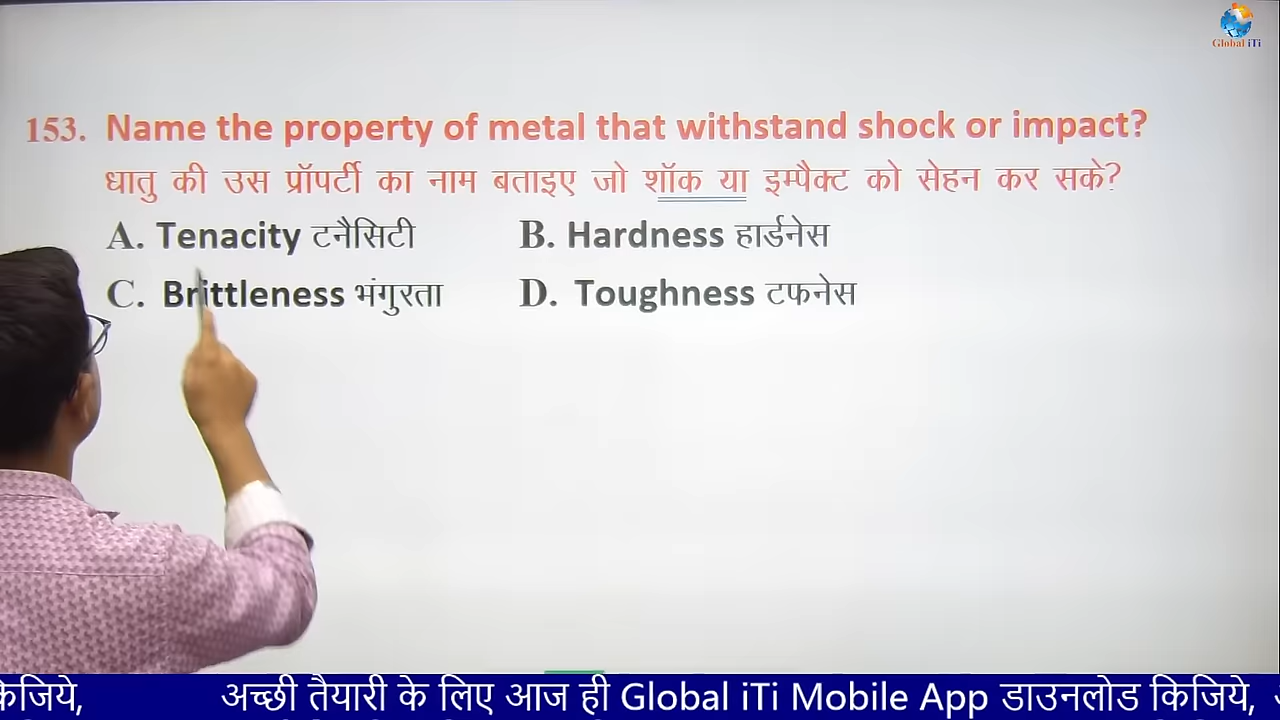 Global iTi
153. Name the property of metal that withstand shock or impact?
धातु की उस प्रॉपर्टी का नाम बताइए जो शॉक या इम्पैक्ट को सेहन कर सके?
A. Tenacity टनैसिटी B. Hardness हार्डनेस
C. Brittleness भंगुरता D. Toughness टफनेस
केजिये, अच्छी तैयारी के लिए आज ही Global iTi Mobile App डाउनलोड किजिये,